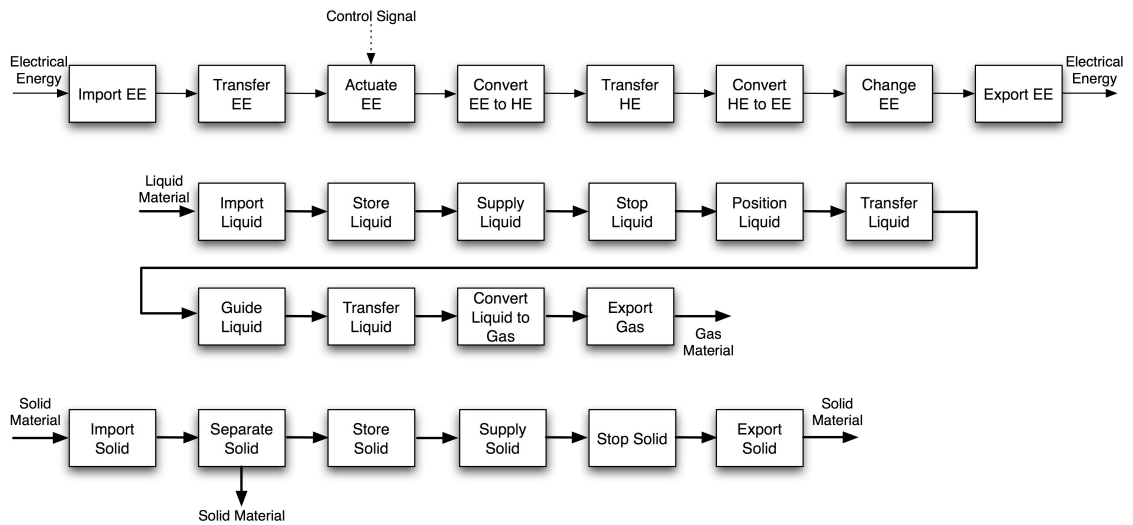 Control Signal
Electrical
Energy
Import EE
Transfer
EE
Actuate
EE
Convert
EE to HE
Transfer
HE
Convert
HE to EE
Change
EE
Export EE
Electrical
Energy
Liquid
Material
Import
Liquid
Store
Liquid
Supply
Liquid
Stop
Liquid
Position
Liquid
Transfer
Liquid
Guide
Liquid
Transfer
Liquid
Convert
Liquid to
Gas
Export
Gas
Gas
Material
Solid
Material
Import
Solid
Separate
Solid
Store
Solid
Supply
Solid
Stop Solid
Export
Solid
Solid
Material
Solid Material